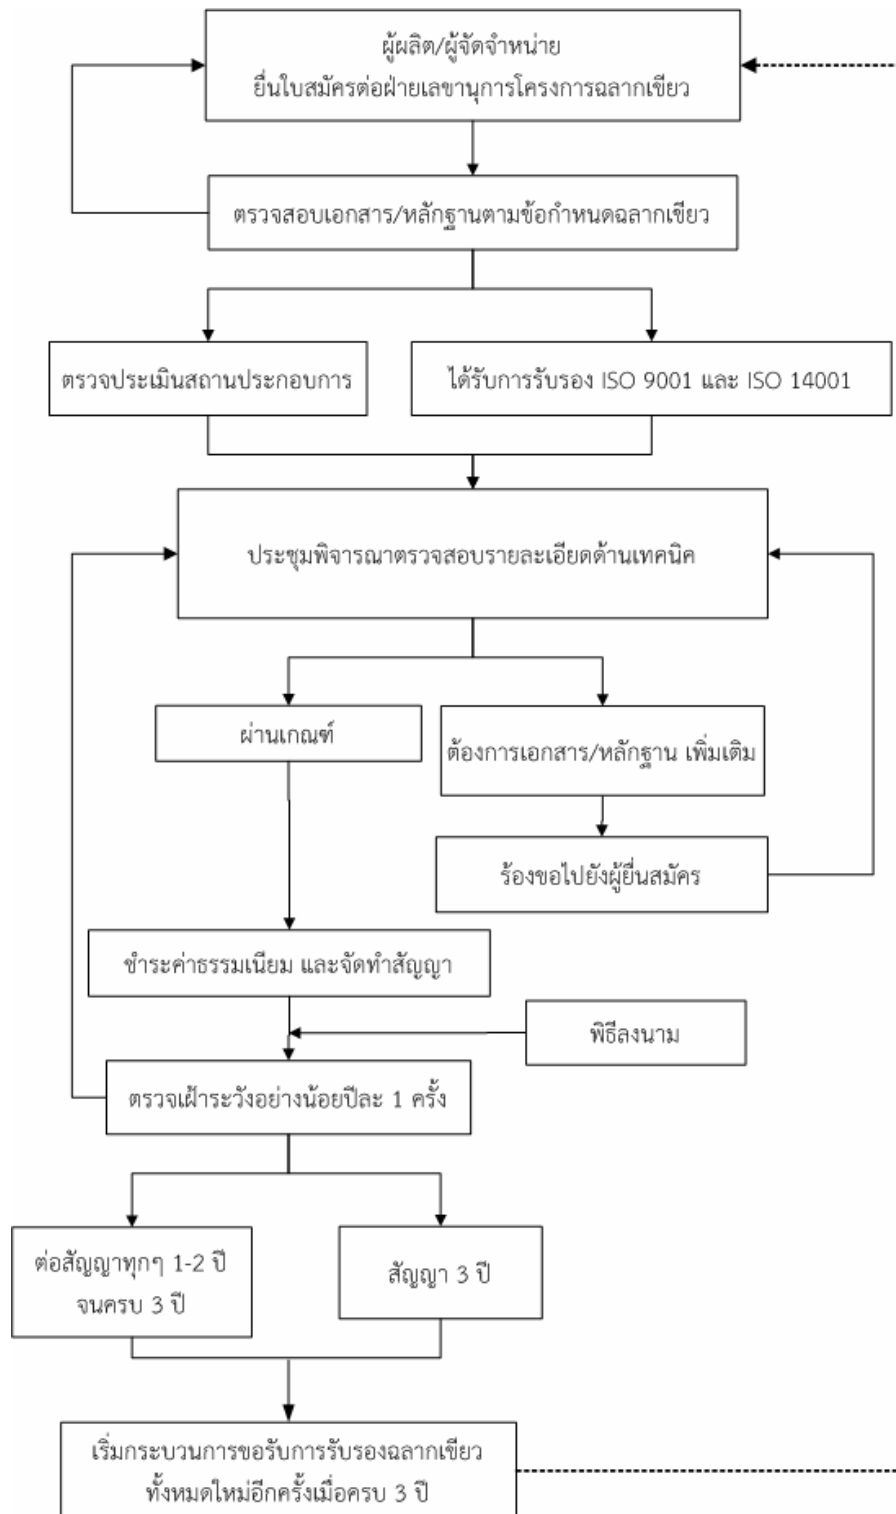 ผู้ผลิต/ผู้จัดจำหน่าย
ยื่นใบสมัครต่อฝ่ายเลขานุการโครงการฉลากเขียว
ตรวจสอบเอกสาร/หลักฐานตามข้อกำหนดฉลากเขียว
ตรวจประเมินสถานประกอบการ
ได้รับการรับรอง ISO 9001 และ ISO 14001
ประชุมพิจารณาตรวจสอบรายละเอียดด้านเทคนิค
ผ่านเกณฑ์
ต้องการเอกสาร/หลักฐาน เพิ่มเติม
ร้องขอไปยังผู้ยื่นสมัคร
ชำระค่าธรรมเนียม และจัดทำสัญญา
พิธีลงนาม
ตรวจเฝ้าระวังอย่างน้อยปีละ 1 ครั้ง
ต่อสัญญาทุกๆ 1-2 ปี
จนครบ 3 ปี
สัญญา 3 ปี
เริ่มกระบวนการขอรับการรับรองฉลากเขียว
ทั้งหมดใหม่อีกครั้งเมื่อครบ 3 ปี